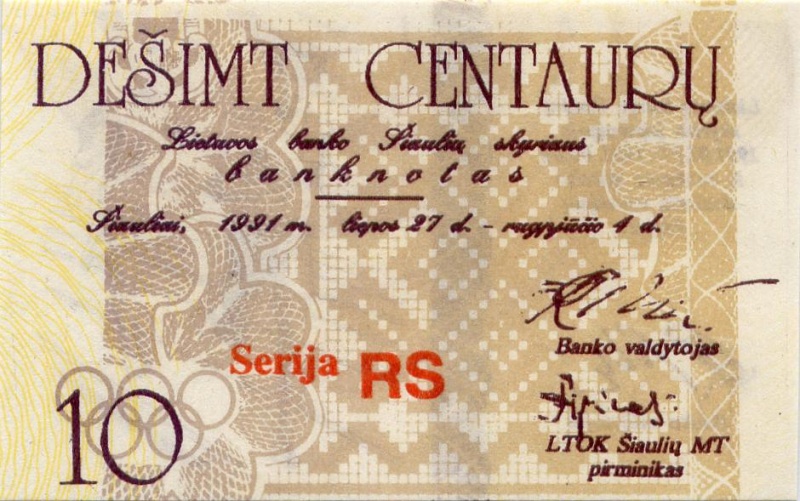 DEŠIMT CENTAURŲ
Lietuvos banko Šiaulių skyriaus
banknotas
Šiauliai, 1991 m. liepos 27 d. - rugpjūčio 4 d.
Banko valdytojas
Serija RS
LTOK Šiaulių MT
pirminikas
10